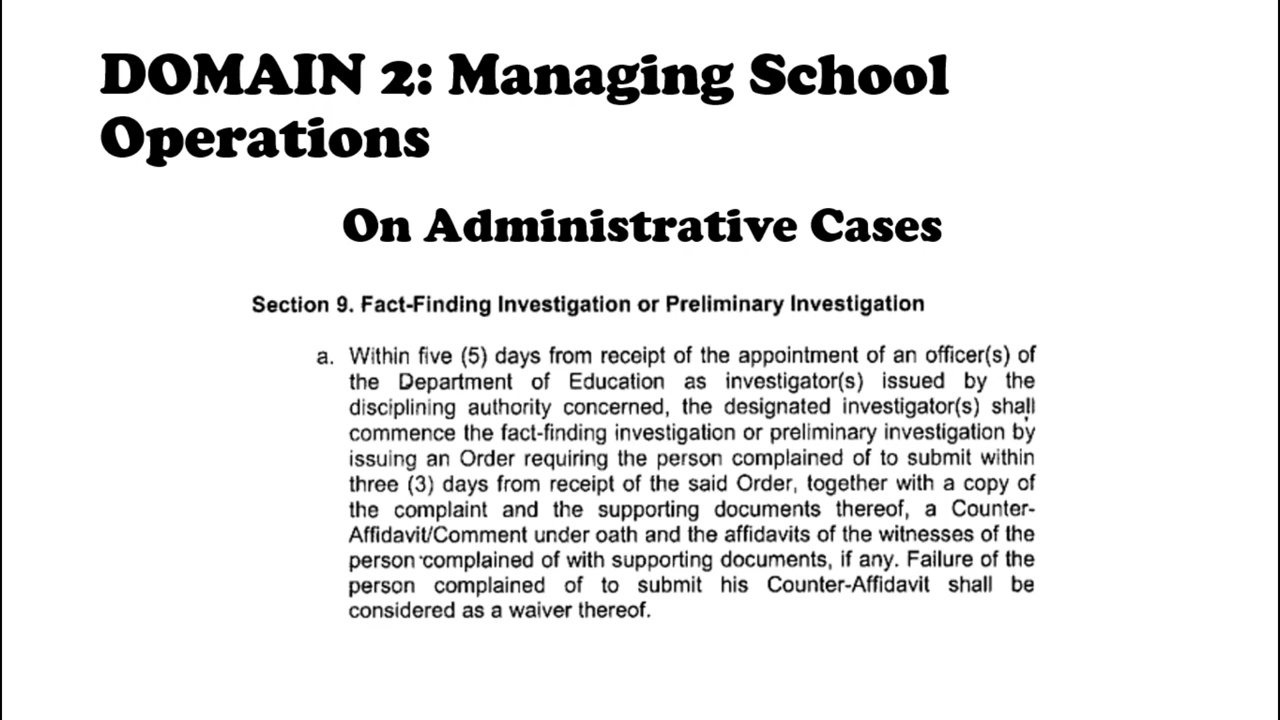 DOMAIN 2: Managing School
Operations
On Administrative Cases
Section 9. Fact-Finding Investigation or Preliminary Investigation
a. Within five (5) days from receipt of the appointment of an officer(s) of
the Department of Education as investigator(s) issued by the
disciplining authority concerned, the designated investigator(s) shall
commence the fact-finding investigation or preliminary investigation by
issuing an Order requiring the person complained of to submit within
three (3) days from receipt of the said Order, together with a copy of
the complaint and the supporting documents thereof, a Counter-
Affidavit/Comment under oath and the affidavits of the witnesses of the
person complained of with supporting documents, if any. Failure of the
person complained of to submit his Counter-Affidavit shall be
considered as a waiver thereof.